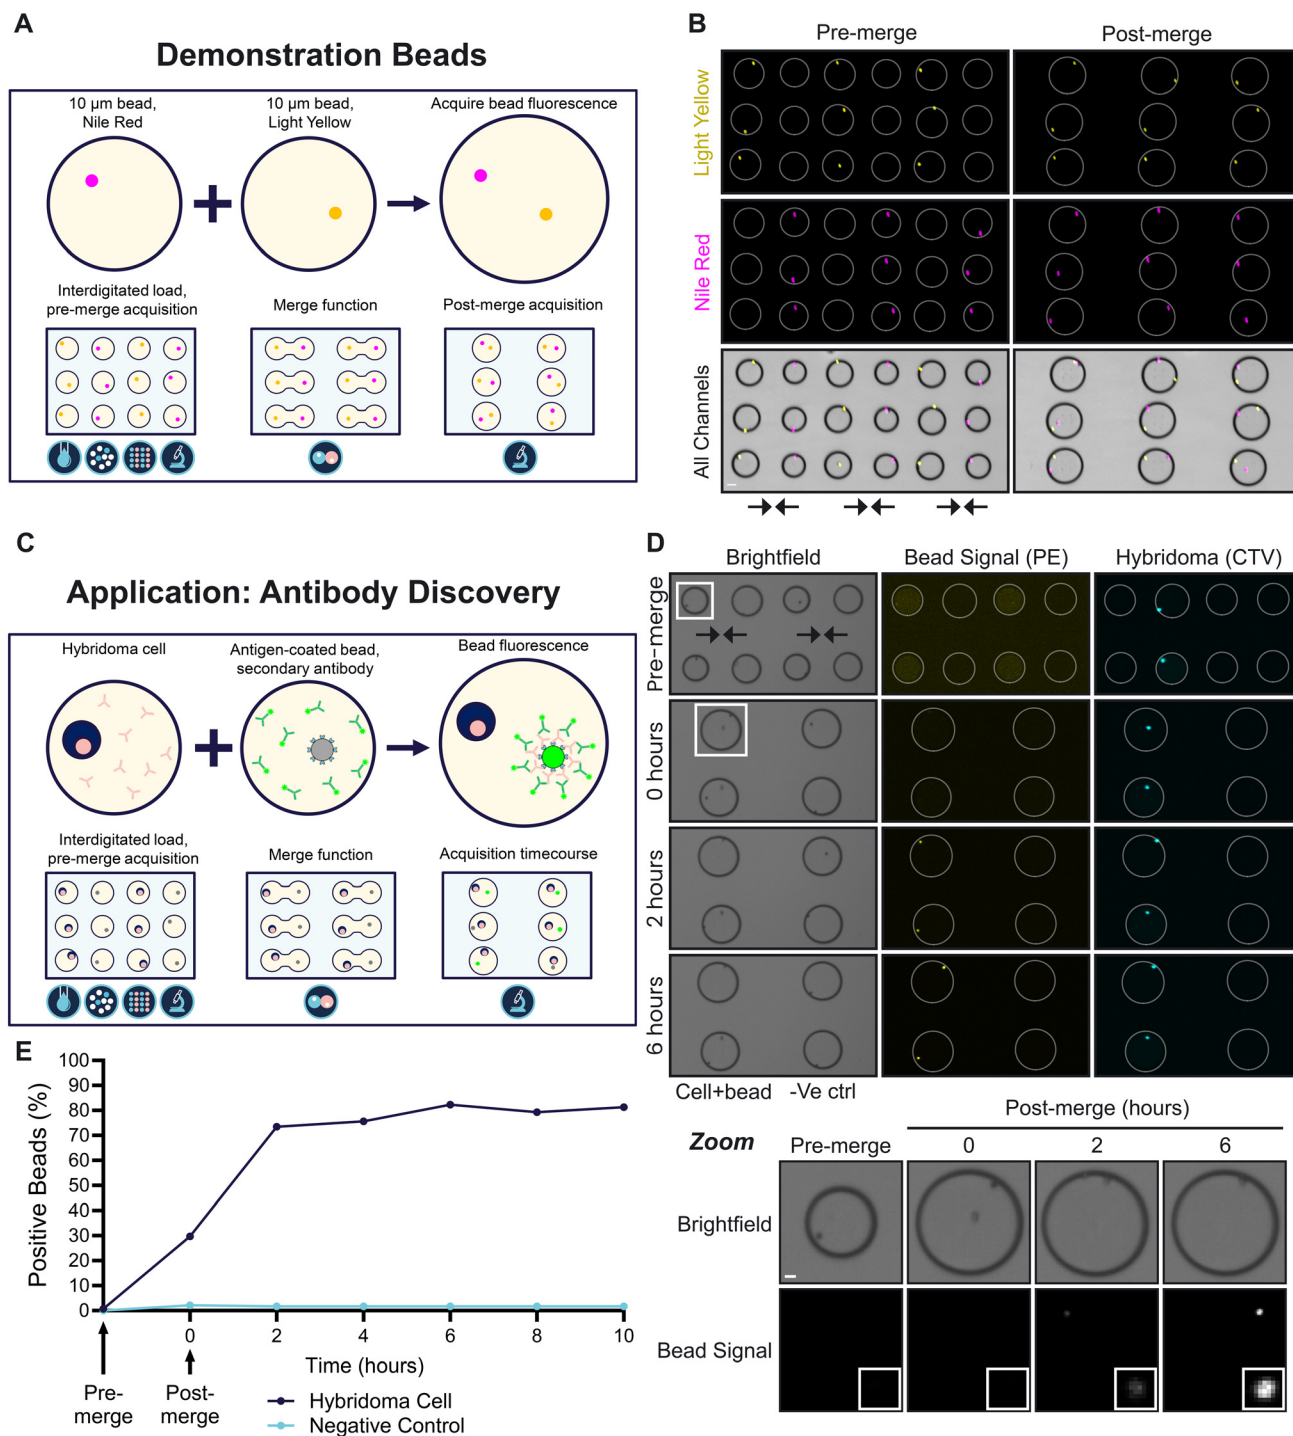 A
Demonstration Beads
10 µm bead,
Nile Red
10 µm bead,
Light Yellow
Acquire bead fluorescence
Interdigitated load,
pre-merge acquisition
Merge function
Post-merge acquisition
B
Pre-merge
Post-merge
Light Yellow
Nile Red
All Channels
C
Application: Antibody Discovery
Hybridoma cell
Antigen-coated bead,
secondary antibody
Bead fluorescence
Interdigitated load,
pre-merge acquisition
Merge function
Acquisition timecourse
D
Brightfield
Bead Signal (PE)
Hybridoma (CTV)
Pre-merge
0 hours
2 hours
6 hours
Cell+bead
-Ve ctrl
Zoom
Post-merge (hours)
Pre-merge
0
2
6
Brightfield
Bead Signal
E
Positive Beads (%)
100
90
80
70
60
50
40
30
20
10
0
0
2
4
6
8
10
Time (hours)
Pre-
merge
Post-
merge
Hybridoma Cell
Negative Control